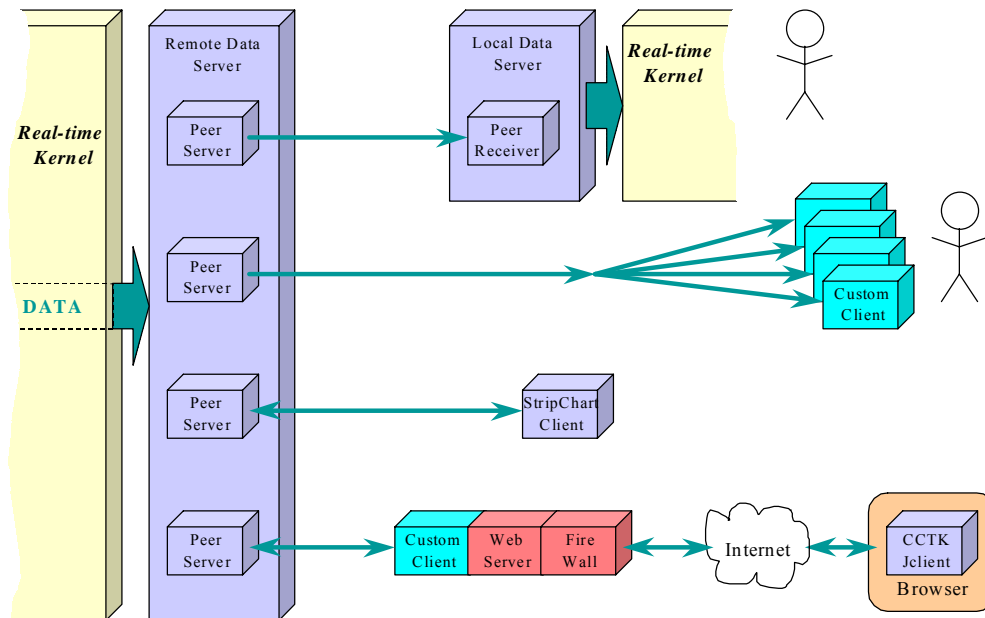 Remote Data
Server
Local Data
Server
Real-time
Kernel
Real-time
Kernel
Peer
Server
Peer
Receiver
Peer
Server
DATA
Custom
Client
Peer
Server
StripChart
Client
Peer
Server
Custom
Client
Web
Server
Fire
Wall
Internet
CCTK
Jclient
Browser